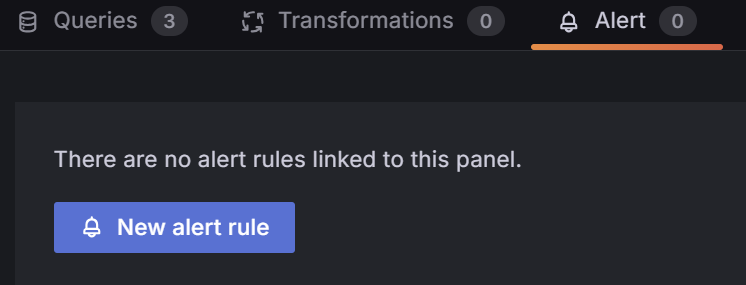 Queries 3 Transformations 0 Alert 0
There are no alert rules linked to this panel.
New alert rule